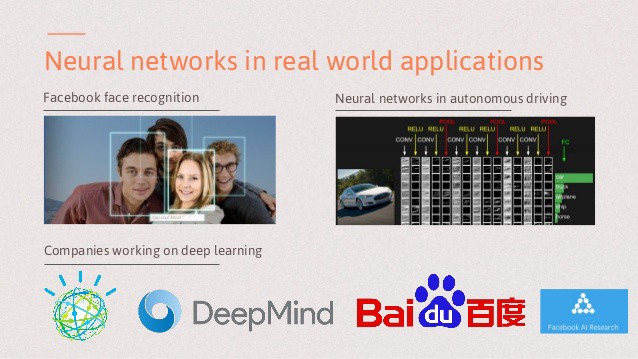 Neural networks in real world applications
Facebook face recognition
Neural networks in autonomous driving
POOL POOL POOL
RELU RELU RELU RELU RELU RELU
CONV CONV CONV CONV CONV CONV
FC
car
truck
airplane
ship
horse
Companies working on deep learning
DeepMind
Bai du 百度
Facebook AI Research